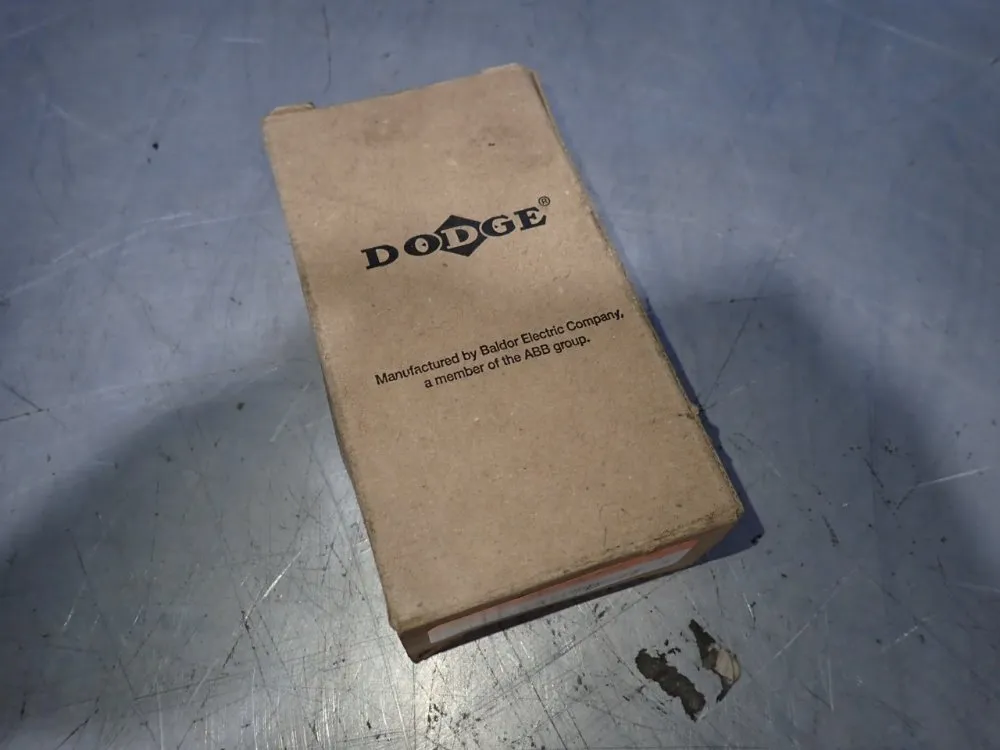 DODGE®
Manufactured by Baldor Electric Company,
a member of the ABB group.